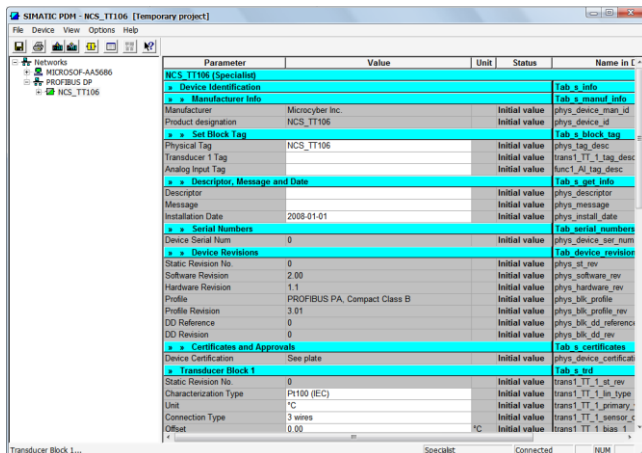 SIMATIC PDM - NCS_TT106 [Temporary project]
File Device View Options Help
Networks
MICROSOF-AA5686
PROFIBUS DP
NCS_TT106
Parameter Value Unit Status Name in D
NCS_TT106 (Specialist)
» Device Identification Tab_s_info
» » Manufacturer Info Tab_s_manuf_info
Manufacturer Microcyber Inc. Initial value phys_device_man_id
Product designation NCS_TT106 Initial value phys_device_id
» » Set Block Tag Tab_s_block_tag
Physical Tag NCS_TT106 Initial value phys_tag_desc
Transducer 1 Tag Initial value trans1_TT_1_tag_desc
Analog Input Tag Initial value func1_AI_tag_desc
» » Descriptor, Message and Date Tab_s_get_info
Descriptor Initial value phys_descriptor
Message Initial value phys_message
Installation Date 2008-01-01 Initial value phys_install_date
» » Serial Numbers Tab_serial_numbers
Device Serial Num 0 Initial value phys_device_ser_num
» » Device Revisions Tab_device_revision
Static Revision No. 0 Initial value phys_st_rev
Software Revision 2.00 Initial value phys_software_rev
Hardware Revision 1.1 Initial value phys_hardware_rev
Profile PROFIBUS PA, Compact Class B Initial value phys_blk_profile
Profile Revision 3.01 Initial value phys_blk_profile_rev
DD Reference 0 Initial value phys_blk_dd_reference
DD Revision 0 Initial value phys_blk_dd_rev
» » Certificates and Approvals Tab_s_certificates
Device Certification See plate Initial value phys_device_certificati
» Transducer Block 1 Tab_s_trd
Static Revision No. 0 Initial value trans1_TT_1_st_rev
Characterization Type Pt100 (IEC) Initial value trans1_TT_1_lin_type
Unit °C Initial value trans1_TT_1_primary_
Connection Type 3 wires Initial value trans1_TT_1_sensor_c
Offset 0.00 °C Initial value trans1_TT_1_bias_1
Transducer Block 1... Specialist Connected NUM